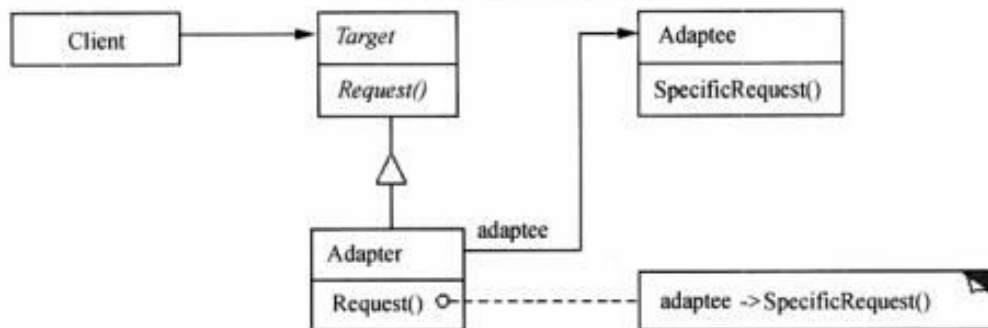 Client
Target
Request()
Adaptee
SpecificRequest()
adaptee
Adapter
Request()
adaptee ->SpecificRequest()